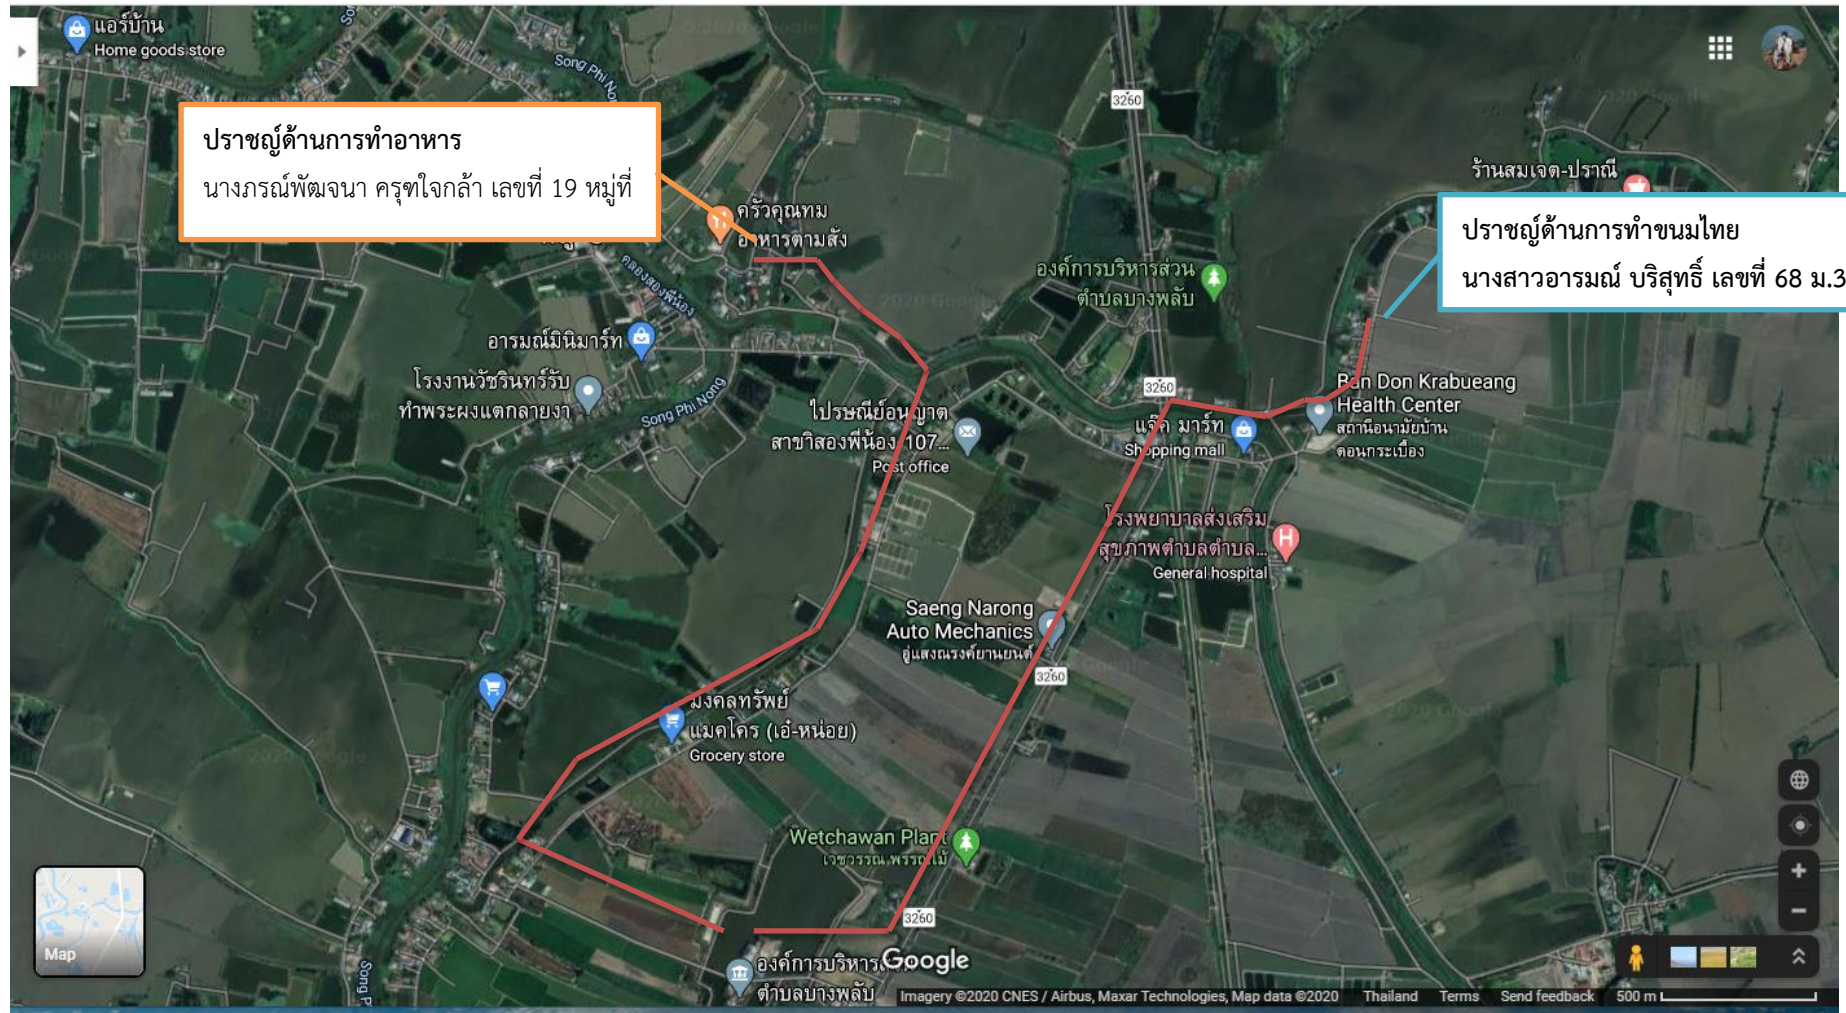 แอร์บ้าน
Home goods store
Song Phi No
3260
ปราชญ์ด้านการทำอาหาร
นางภรณ์พัฒจนา ครุฑใจกล้า เลขที่ 19 หมู่ที่
ร้านสมเจต-ปราณี
ครัวคุณทม
อาหารตามสั่ง
ปราชญ์ด้านการทำขนมไทย
นางสาวอารมณ์ บริสุทธิ์ เลขที่ 68 ม.3
คลองสองพี่น้อง
องค์การบริหารส่วน
ตำบลบางพลับ
อารมณ์มินิมาร์ท
โรงงานวัชรินทร์รับ
ทำพระผงแตกลายงา
Song Phi Nong
3260
Ban Don Krabueang
Health Center
สถานีอนามัยบ้าน
ดอนกระเบื้อง
ไปรษณีย์อนุญาต
สาขาสองพี่น้อง 107...
Post office
แจ๊ค มาร์ท
Shopping mall
โรงพยาบาลส่งเสริม
สุขภาพตำบลตำบล...
General hospital
Saeng Narong
Auto Mechanics
อู่แสงณรงค์ยานยนต์
3260
มงคลทรัพย์
แมคโคร (เอ๋-หน่อย)
Grocery store
Wetchawan Plant
เวชวรรณ พรรณไม้
3260
Map
Song P
Google
องค์การบริหารส่วน
ตำบลบางพลับ
Imagery ©2020 CNES / Airbus, Maxar Technologies, Map data ©2020 Thailand Terms Send feedback 500 m